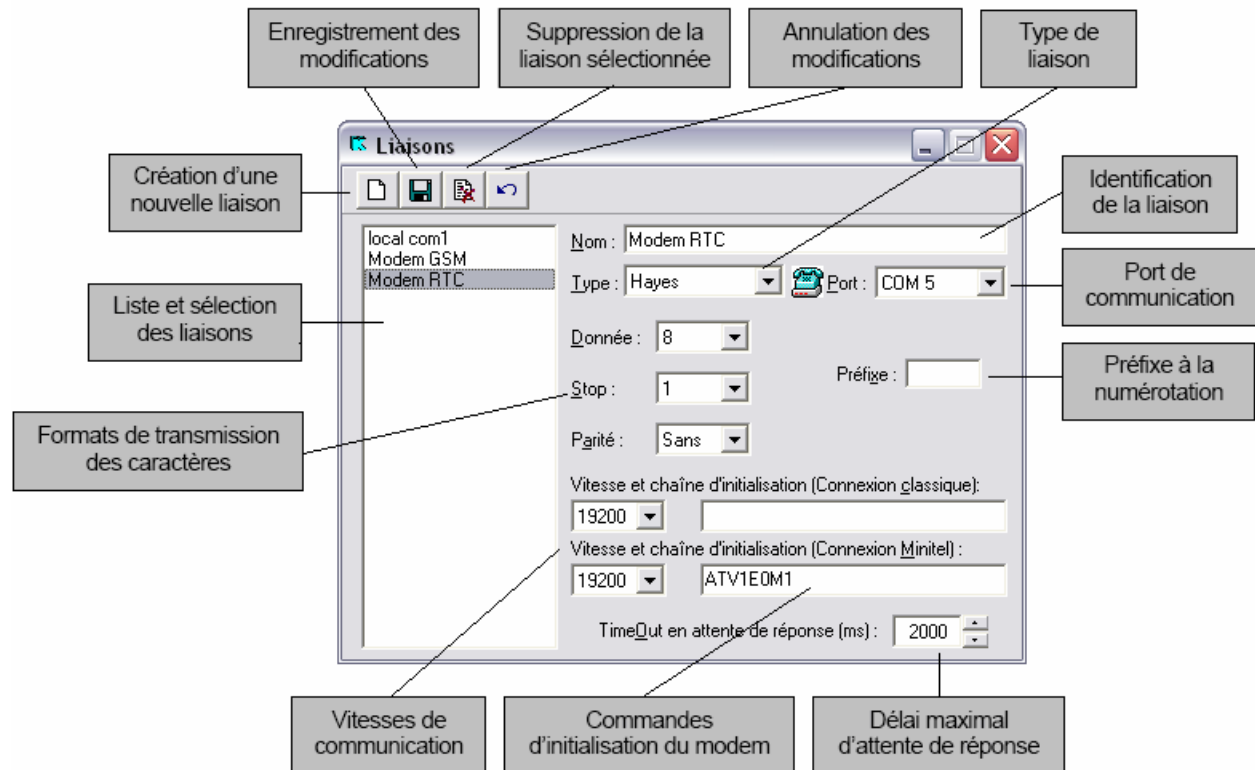 Enregistrement des
modifications
Suppression de la
liaison sélectionnée
Annulation des
modifications
Type de
liaison
Liaisons
Création d'une
nouvelle liaison
Identification
de la liaison
local com1
Modem GSM
Modem RTC
Nom : Modem RTC
Type : Hayes
Port : COM 5
Port de
communication
Liste et sélection
des liaisons
Donnée : 8
Préfixe :
Préfixe à la
numérotation
Stop : 1
Formats de transmission
des caractères
Parité : Sans
Vitesse et chaîne d'initialisation (Connexion classique):
19200
Vitesse et chaîne d'initialisation (Connexion Minitel) :
19200 ATV1E0M1
TimeOut en attente de réponse (ms) : 2000
Vitesses de
communication
Commandes
d'initialisation du modem
Délai maximal
d'attente de réponse